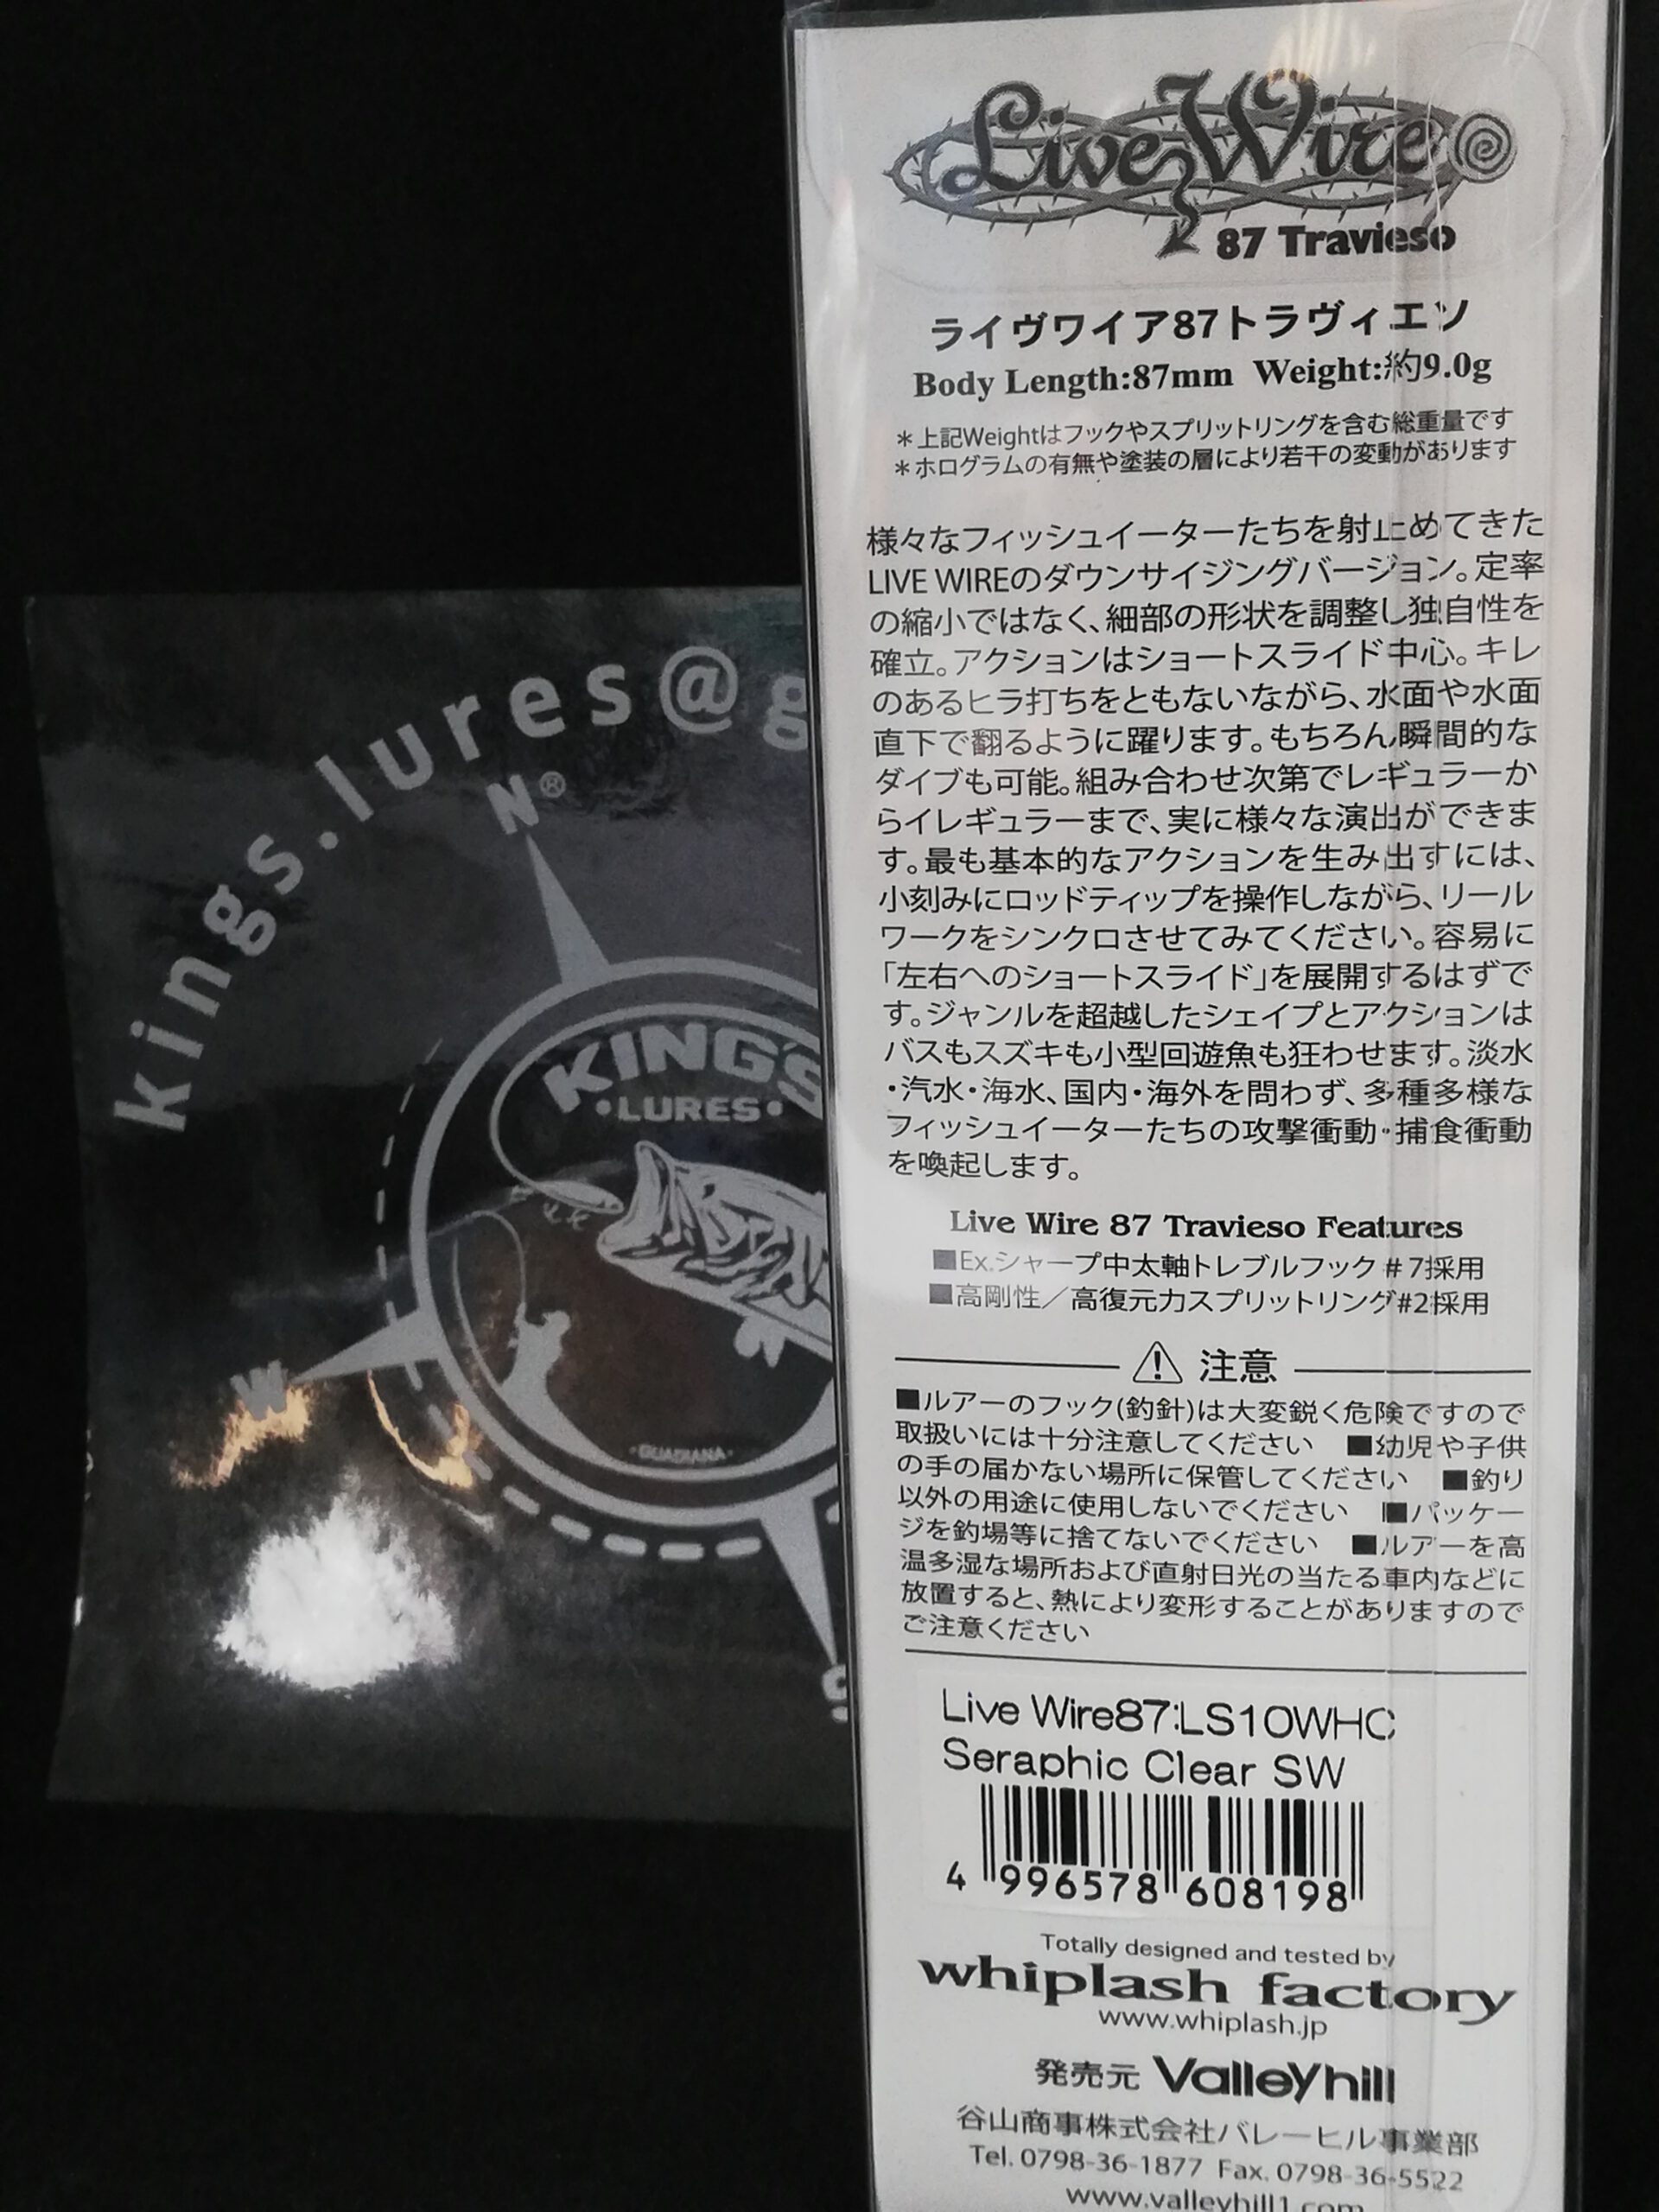 kings.lures@g
N®
KING'S
•LURES•
W
•GUADIANA•
Live Wire
87 Travieso
ライヴワイア87トラヴィエソ
Body Length:87mm Weight:約9.0g
＊上記Weightはフックやスプリットリングを含む総重量です
＊ホログラムの有無や塗装の層により若干の変動があります
様々なフィッシュイーターたちを射止めてきた
LIVE WIREのダウンサイジングバージョン。定率
の縮小ではなく、細部の形状を調整し独自性を
確立。アクションはショートスライド中心。キレ
のあるヒラ打ちをともないながら、水面や水面
直下で翻るように躍ります。もちろん瞬間的な
ダイブも可能。組み合わせ次第でレギュラーか
らイレギュラーまで、実に様々な演出ができま
す。最も基本的なアクションを生み出すには、
小刻みにロッドティップを操作しながら、リール
ワークをシンクロさせてみてください。容易に
「左右へのショートスライド」を展開するはずで
す。ジャンルを超越したシェイプとアクションは
バスもスズキも小型回遊魚も狂わせます。淡水
・汽水・海水、国内・海外を問わず、多種多様な
フィッシュイーターたちの攻撃衝動・捕食衝動
を喚起します。
Live Wire 87 Travieso Features
■Ex.シャープ中太軸トレブルフック＃7採用
■高剛性／高復元力スプリットリング#2採用
注意
■ルアーのフック(釣針)は大変鋭く危険ですので
取扱いには十分注意してください ■幼児や子供
の手の届かない場所に保管してください ■釣り
以外の用途に使用しないでください ■パッケー
ジを釣場等に捨てないでください ■ルアーを高
温多湿な場所および直射日光の当たる車内などに
放置すると、熱により変形することがありますので
ご注意ください
Live Wire87:LS10WHC
Seraphic Clear SW
4 996578 608198
Totally designed and tested by
whiplash factory
www.whiplash.jp
発売元 Valleyhill
谷山商事株式会社バレーヒル事業部
Tel. 0798-36-1877 Fax. 0798-36-5522
www.valleyhill1.com